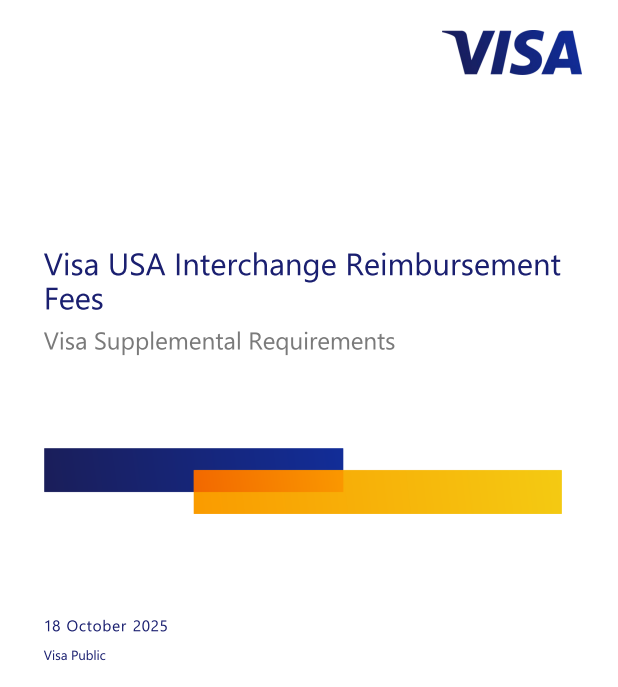 VISA
Visa USA Interchange Reimbursement
Fees
Visa Supplemental Requirements
18 October 2025
Visa Public